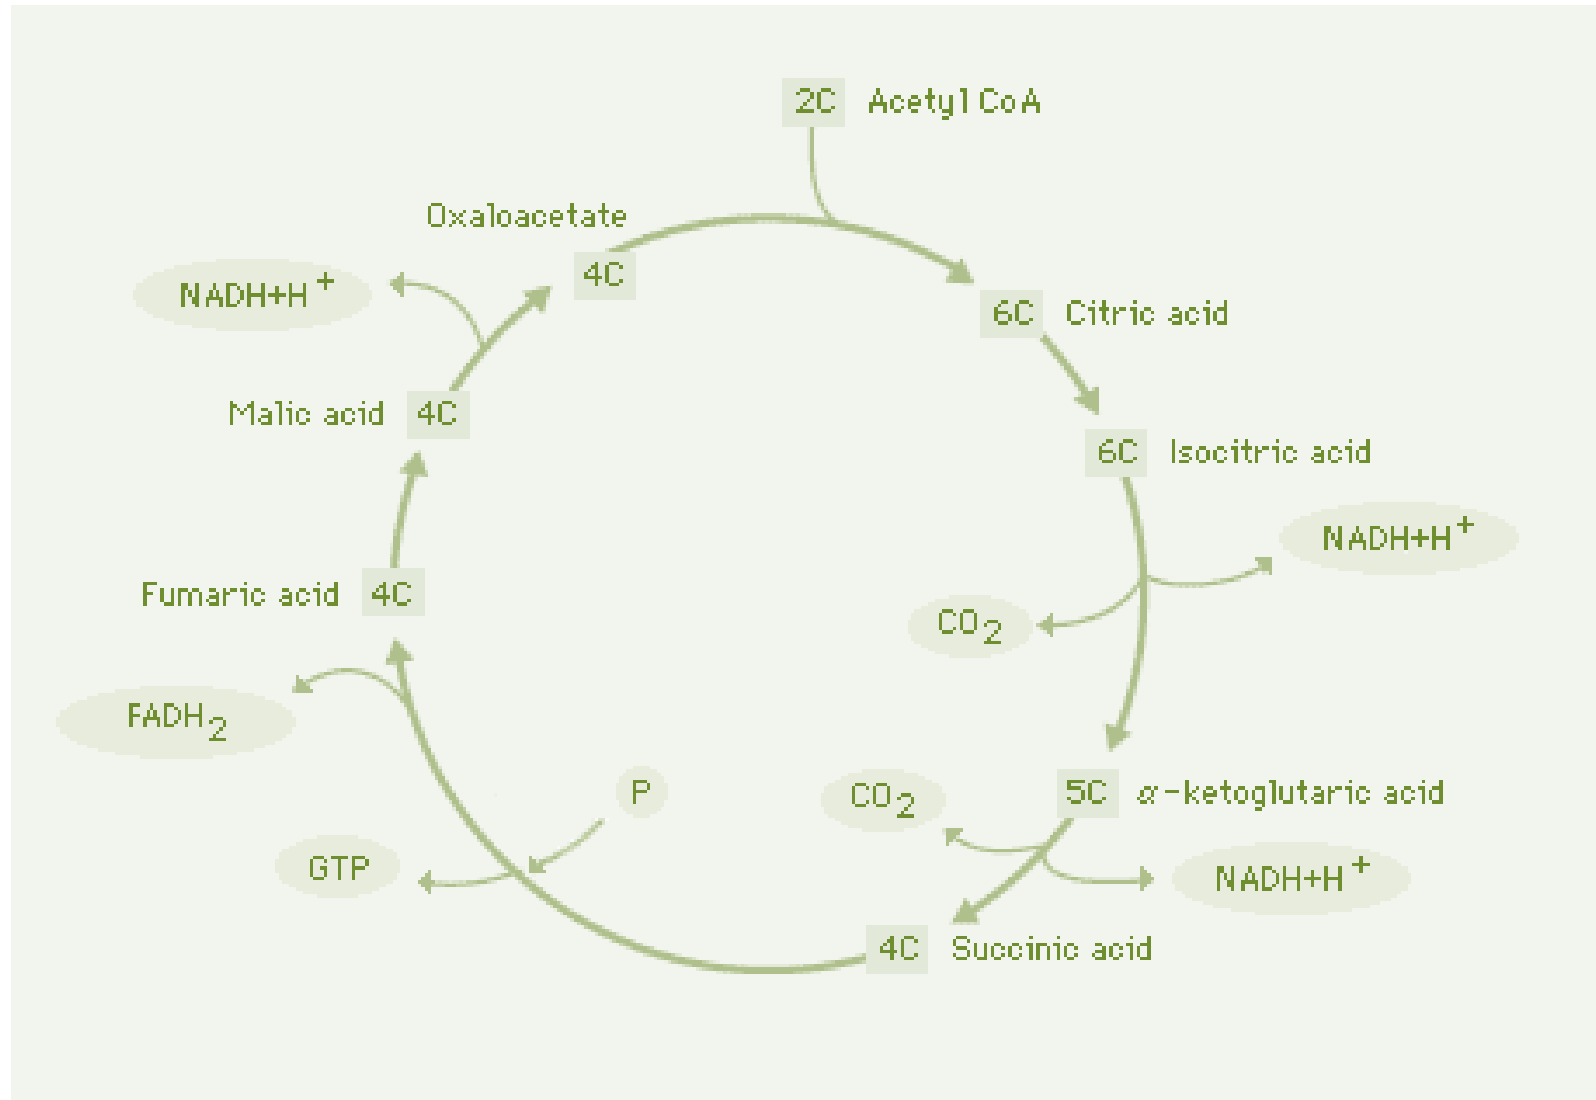 2C Acetyl CoA
Oxaloacetate
4C
NADH+H+
6C Citric acid
Malic acid 4C
6C Isocitric acid
NADH+H+
Fumaric acid 4C
CO2
FADH2
P
CO2
5C α-ketoglutaric acid
GTP
NADH+H+
4C Succinic acid